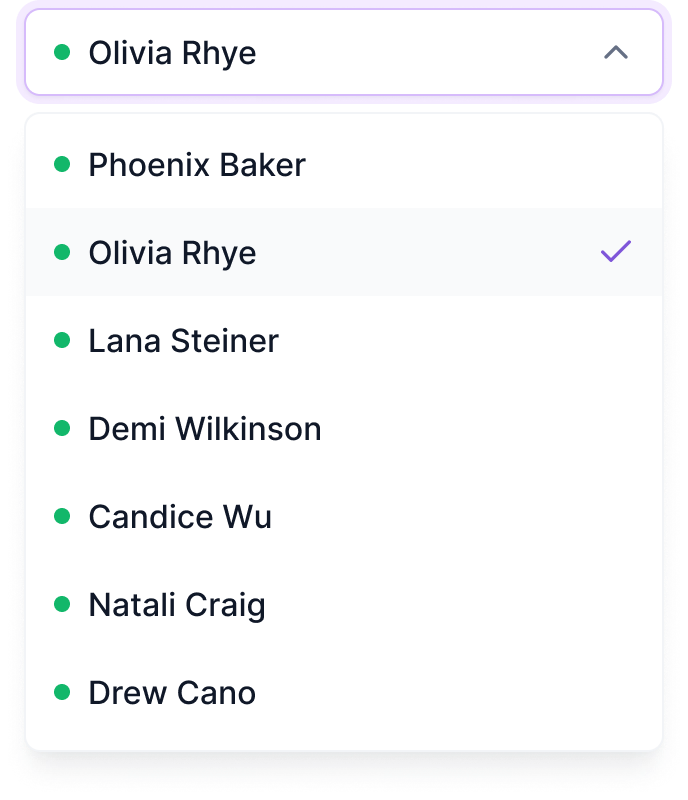 Olivia Rhye
Phoenix Baker
Olivia Rhye
Lana Steiner
Demi Wilkinson
Candice Wu
Natali Craig
Drew Cano